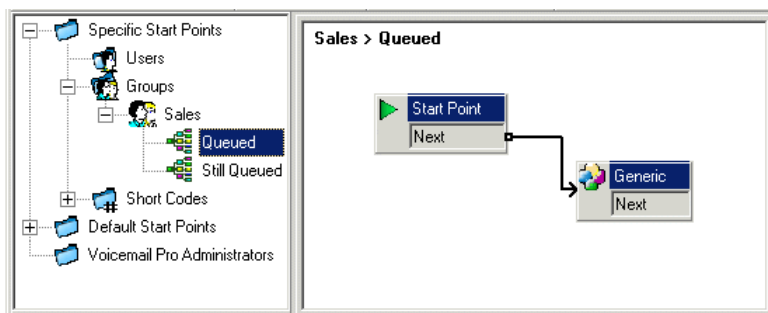 Specific Start Points
Users
Groups
Sales
Queued
Still Queued
Short Codes
Default Start Points
Voicemail Pro Administrators
Sales > Queued
Start Point
Next
Generic
Next